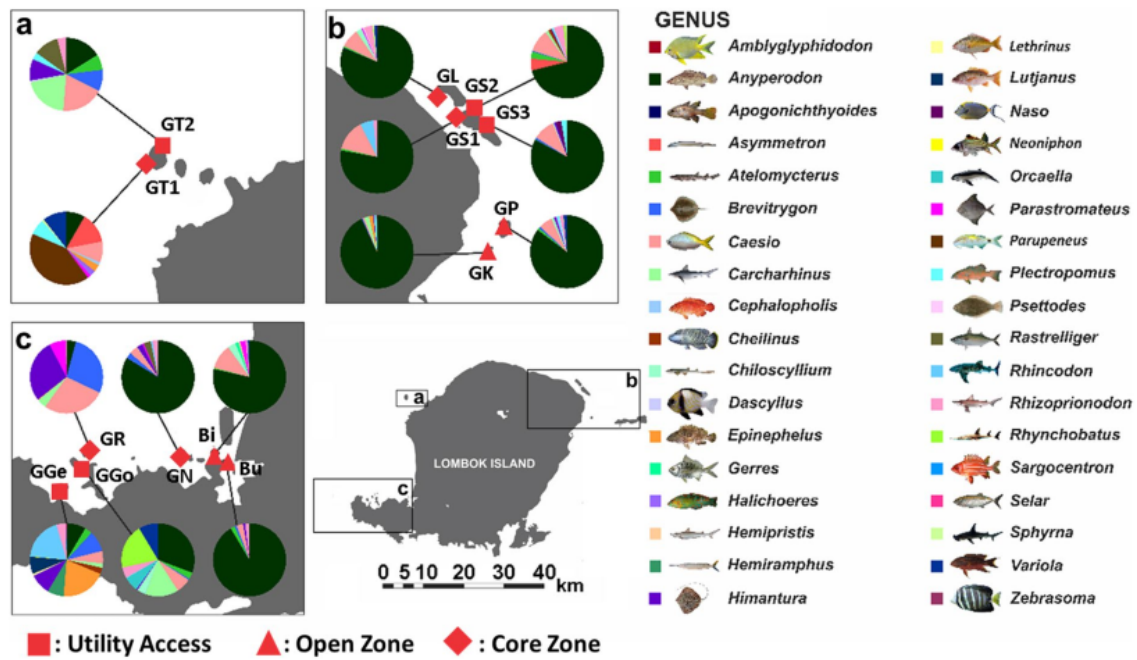 a
GT2
GT1
b
GL
GS2
GS3
GS1
GP
GK
c
GR
GGe
GGo
GN
Bi
Bu
a
b
c
LOMBOK ISLAND
0 5 10 20 30 40
km
: Utility Access : Open Zone : Core Zone
GENUS
Amblyglyphidodon
Anyperodon
Apogonichthyoides
Asymmetron
Atelomycterus
Brevitrygon
Caesio
Carcharhinus
Cephalopholis
Cheilinus
Chiloscyllium
Dascyllus
Epinephelus
Gerres
Halichoeres
Hemipristis
Hemiramphus
Himantura
Lethrinus
Lutjanus
Naso
Neoniphon
Orcaella
Parastromateus
Parupeneus
Plectropomus
Psettodes
Rastrelliger
Rhincodon
Rhizoprionodon
Rhynchobatus
Sargocentron
Selar
Sphyrna
Variola
Zebrasoma